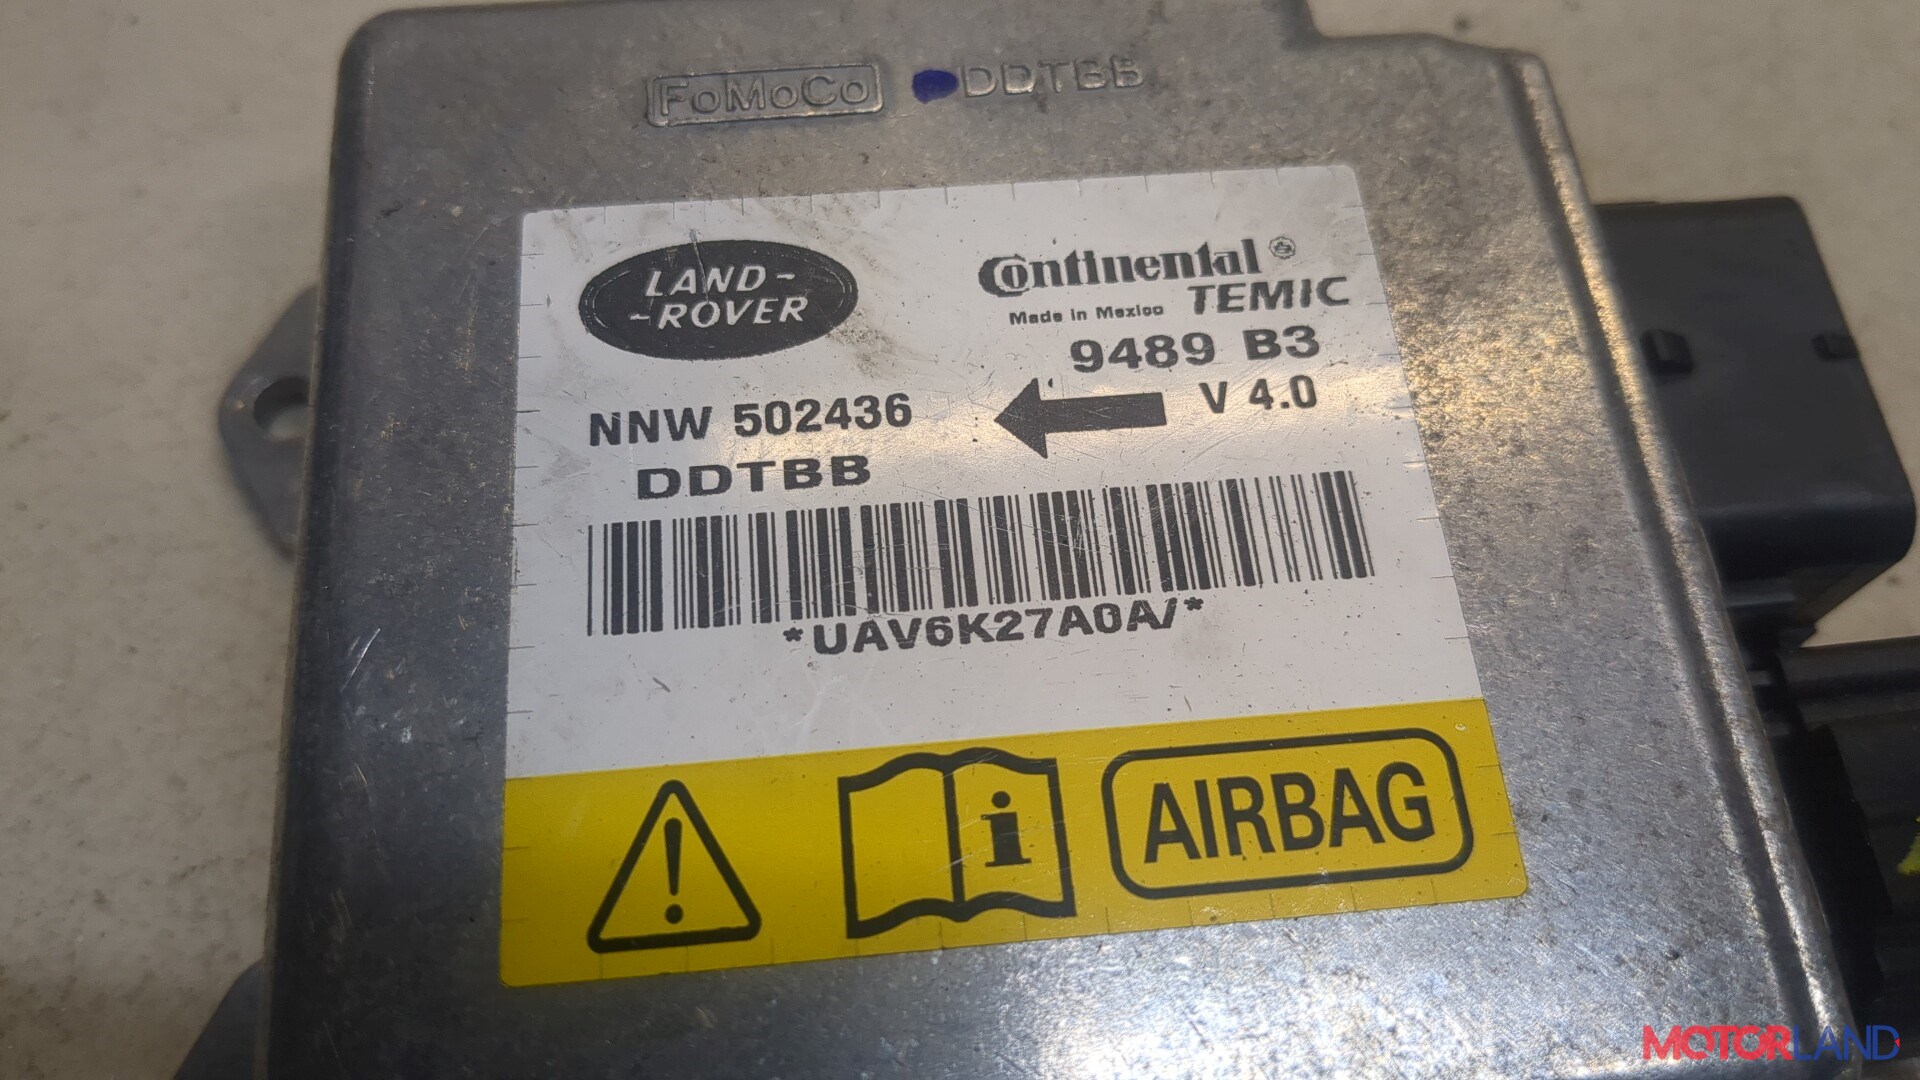 FoMoCo DDTBB
LAND-
-ROVER
Continental
TEMIC
Made in Mexico
9489 B3
NNW 502436
V 4.0
DDTBB
*UAV6K27A0A/*
! i AIRBAG
MOTORLAND